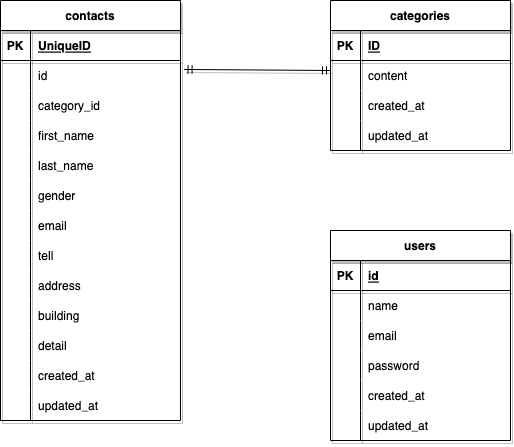 contacts
PK UniqueID
id
category_id
first_name
last_name
gender
email
tell
address
building
detail
created_at
updated_at
categories
PK ID
content
created_at
updated_at
users
PK id
name
email
password
created_at
updated_at